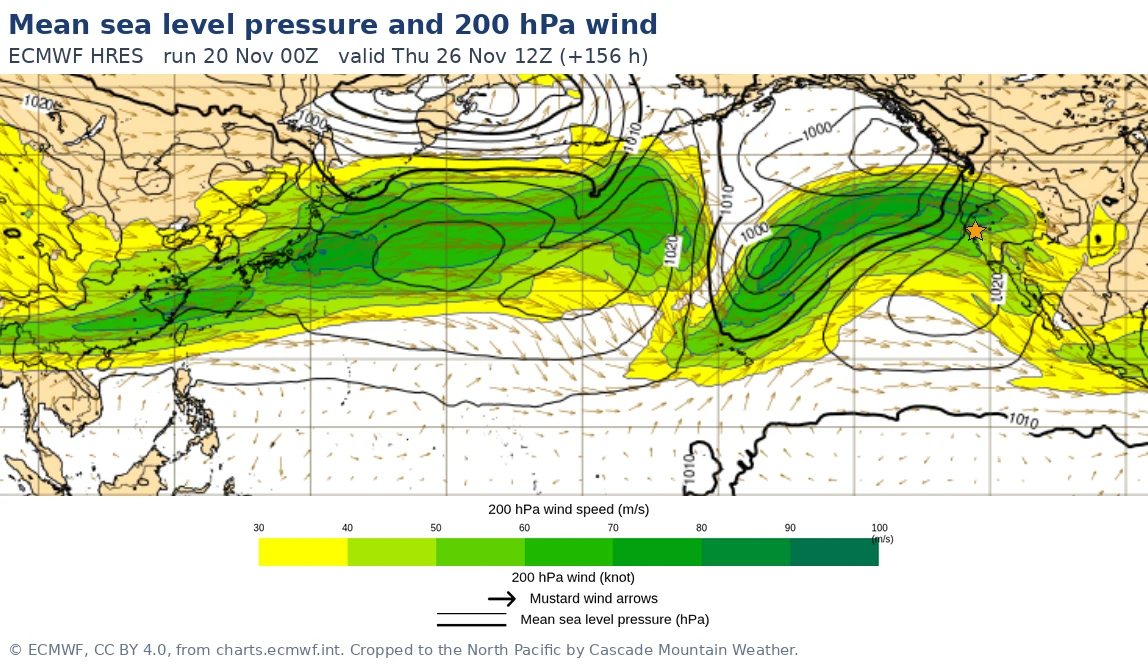 Mean sea level pressure and 200 hPa wind
ECMWF HRES run 20 Nov 00Z valid Thu 26 Nov 12Z (+156 h)
1020
1000
1010
1000
1010
1000
1020
1020
1010
1010
200 hPa wind speed (m/s)
30 40 50 60 70 80 90 100
(m/s)
200 hPa wind (knot)
Mustard wind arrows
Mean sea level pressure (hPa)
© ECMWF, CC BY 4.0, from charts.ecmwf.int. Cropped to the North Pacific by Cascade Mountain Weather.